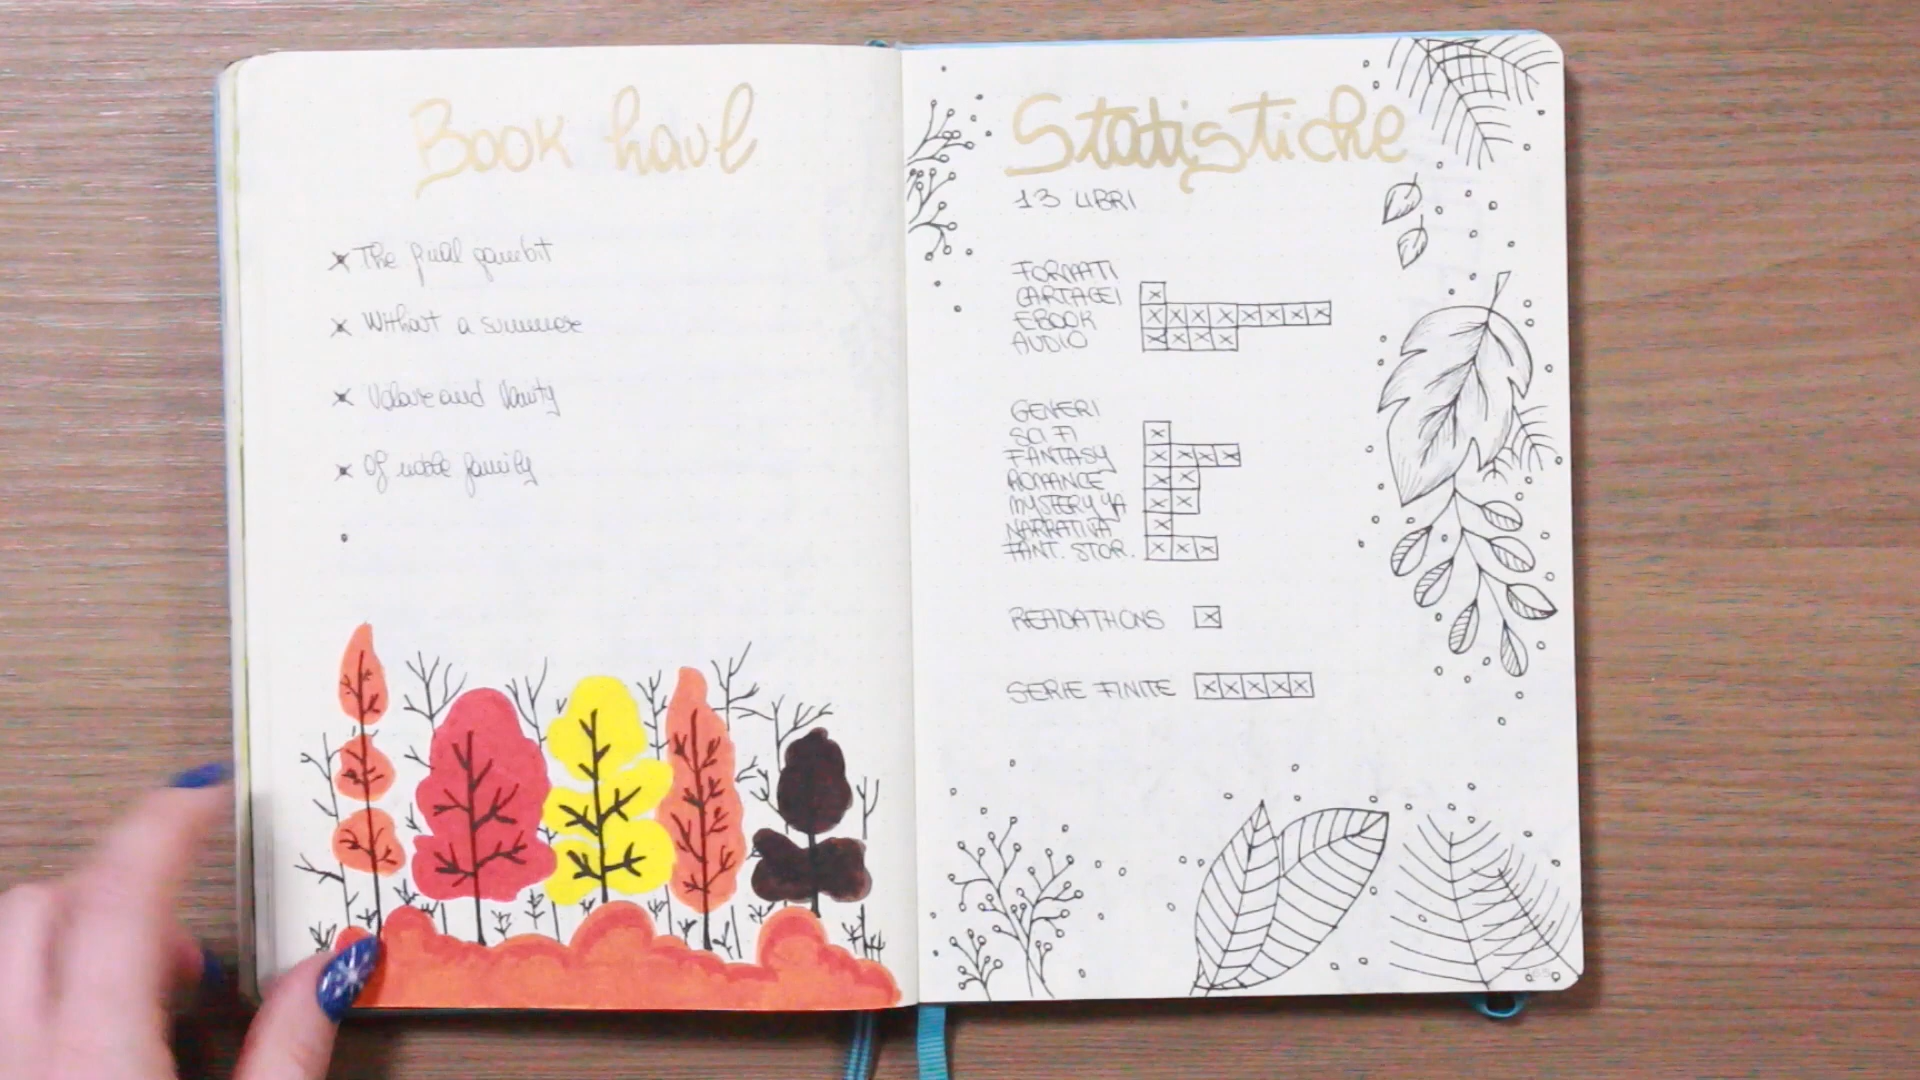 Book haul
x The final gambit
x Without a summer
x Valour and Vanity
x Of noble family
Statistiche
13 LIBRI
FORMATI
CARTACEI
EBOOK
AUDIO
GENERI
SCI FI
FANTASY
ROMANCE
MYSTERY YA
NARRATIVA
FANT. STOR.
READATHONS
SERIE FINITE